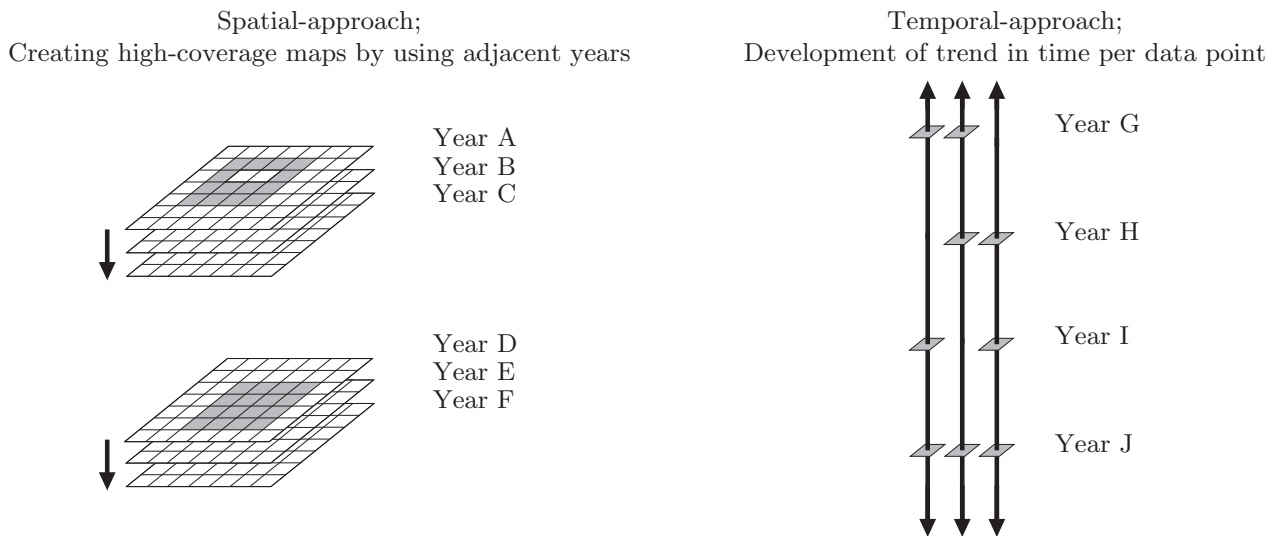 Spatial-approach;
Creating high-coverage maps by using adjacent years
Year A
Year B
Year C
Year D
Year E
Year F
Temporal-approach;
Development of trend in time per data point
Year G
Year H
Year I
Year J